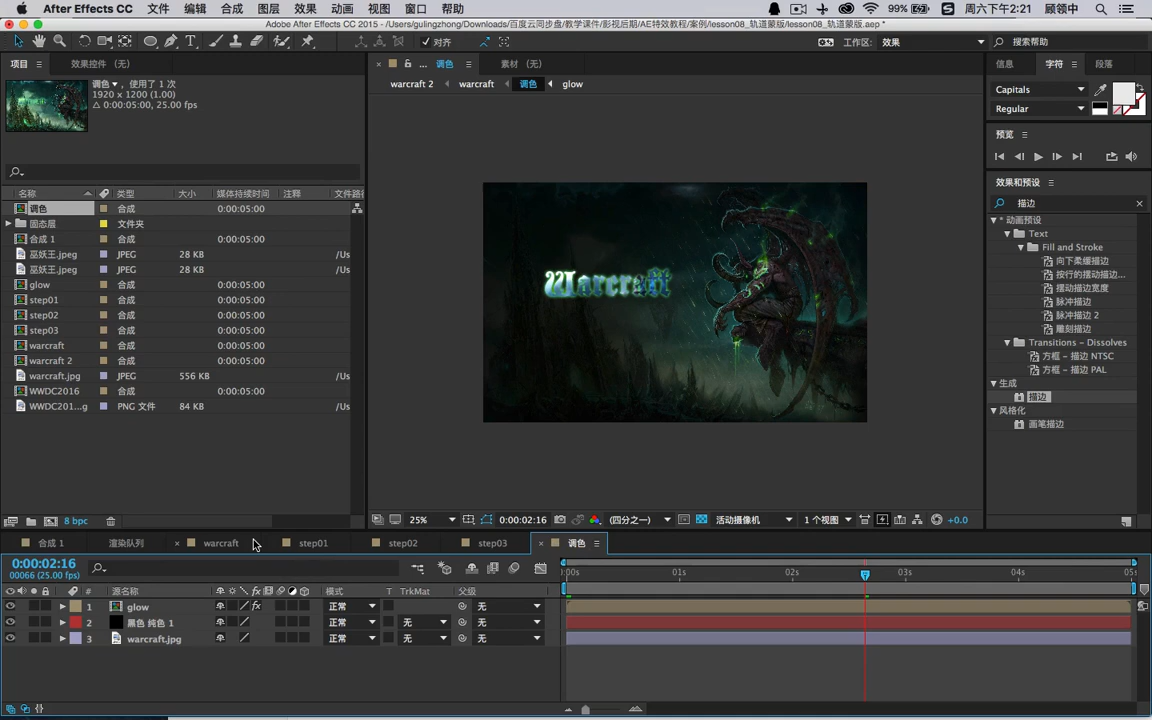 After Effects CC 文件 编辑 合成 图层 效果 动画 视图 窗口 帮助 99% 周六下午2:21 顾领中
Adobe After Effects CC 2015 - /Users/gulingzhong/Downloads/百度云同步盘/教学课件/影视后期/AE特效教程/案例/lesson08_轨道蒙版/lesson08_轨道蒙版.aep *
对齐 工作区: 效果 搜索帮助
项目 效果控件 (无) 调色 素材 (无) 信息 字符 段落
调色 , 使用了 1 次
1920 x 1200 (1.00)
△ 0:00:05:00, 25.00 fps
warcraft 2 warcraft 调色 glow
Capitals
Regular
预览
效果和预设
描边
* 动画预设
Text
Fill and Stroke
向下柔缓描边
按行的摆动描边...
摆动描边宽度
脉冲描边
脉冲描边 2
雕刻描边
Transitions - Dissolves
方框 - 描边 NTSC
方框 - 描边 PAL
生成
描边
风格化
画笔描边
名称 类型 大小 媒体持续时间 注释 文件路径
调色 合成 0:00:05:00
固态层 文件夹
合成 1 合成 0:00:05:00
巫妖王.jpeg JPEG 28 KB /Us
巫妖王.jpeg JPEG 28 KB /Us
glow 合成 0:00:05:00
step01 合成 0:00:05:00
step02 合成 0:00:05:00
step03 合成 0:00:05:00
warcraft 合成 0:00:05:00
warcraft 2 合成 0:00:05:00
warcraft.jpg JPEG 556 KB /Us
WWDC2016 合成 0:00:05:00
WWDC201...g PNG 文件 84 KB /Us
Warcraft
8 bpc
25% 0:00:02:16 (四分之一) 活动摄像机 1 个视图 +0.0
合成 1 渲染队列 warcraft step01 step02 step03 调色
0:00:02:16
00066 (25.00 fps)
:00s 01s 02s 03s 04s 05s
# 源名称 fx 模式 T TrkMat 父级
1 glow fx 正常 无
2 黑色 纯色 1 正常 无 无
3 warcraft.jpg 正常 无 无